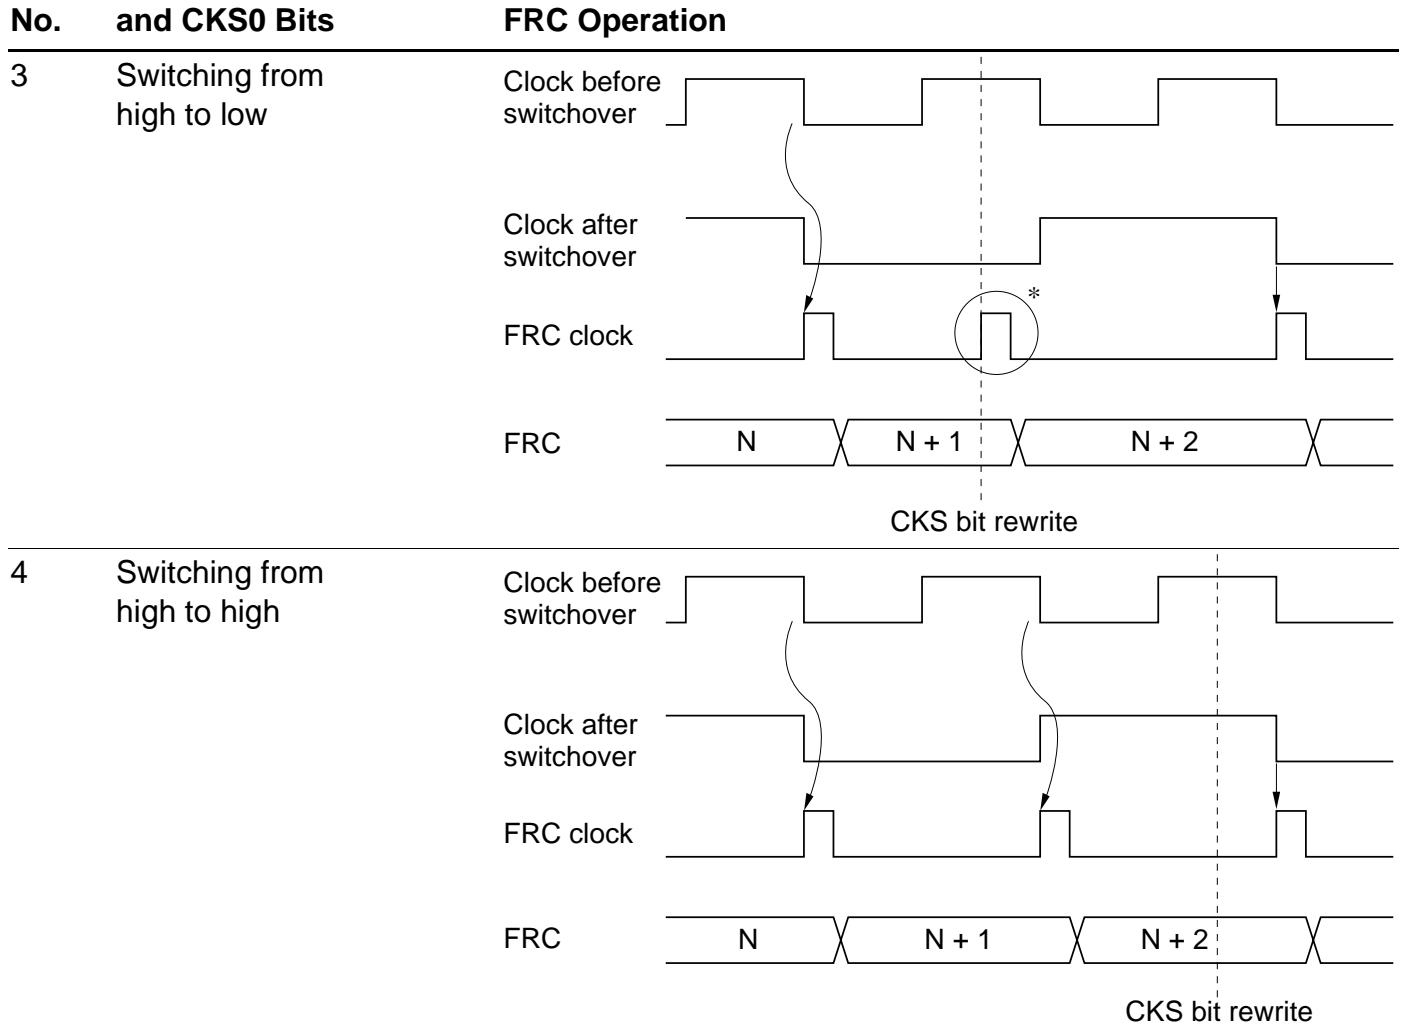 No. and CKS0 Bits FRC Operation
3 Switching from
high to low
Clock before
switchover
Clock after
switchover
*
FRC clock
FRC N N + 1 N + 2
CKS bit rewrite
4 Switching from
high to high
Clock before
switchover
Clock after
switchover
FRC clock
FRC N N + 1 N + 2
CKS bit rewrite